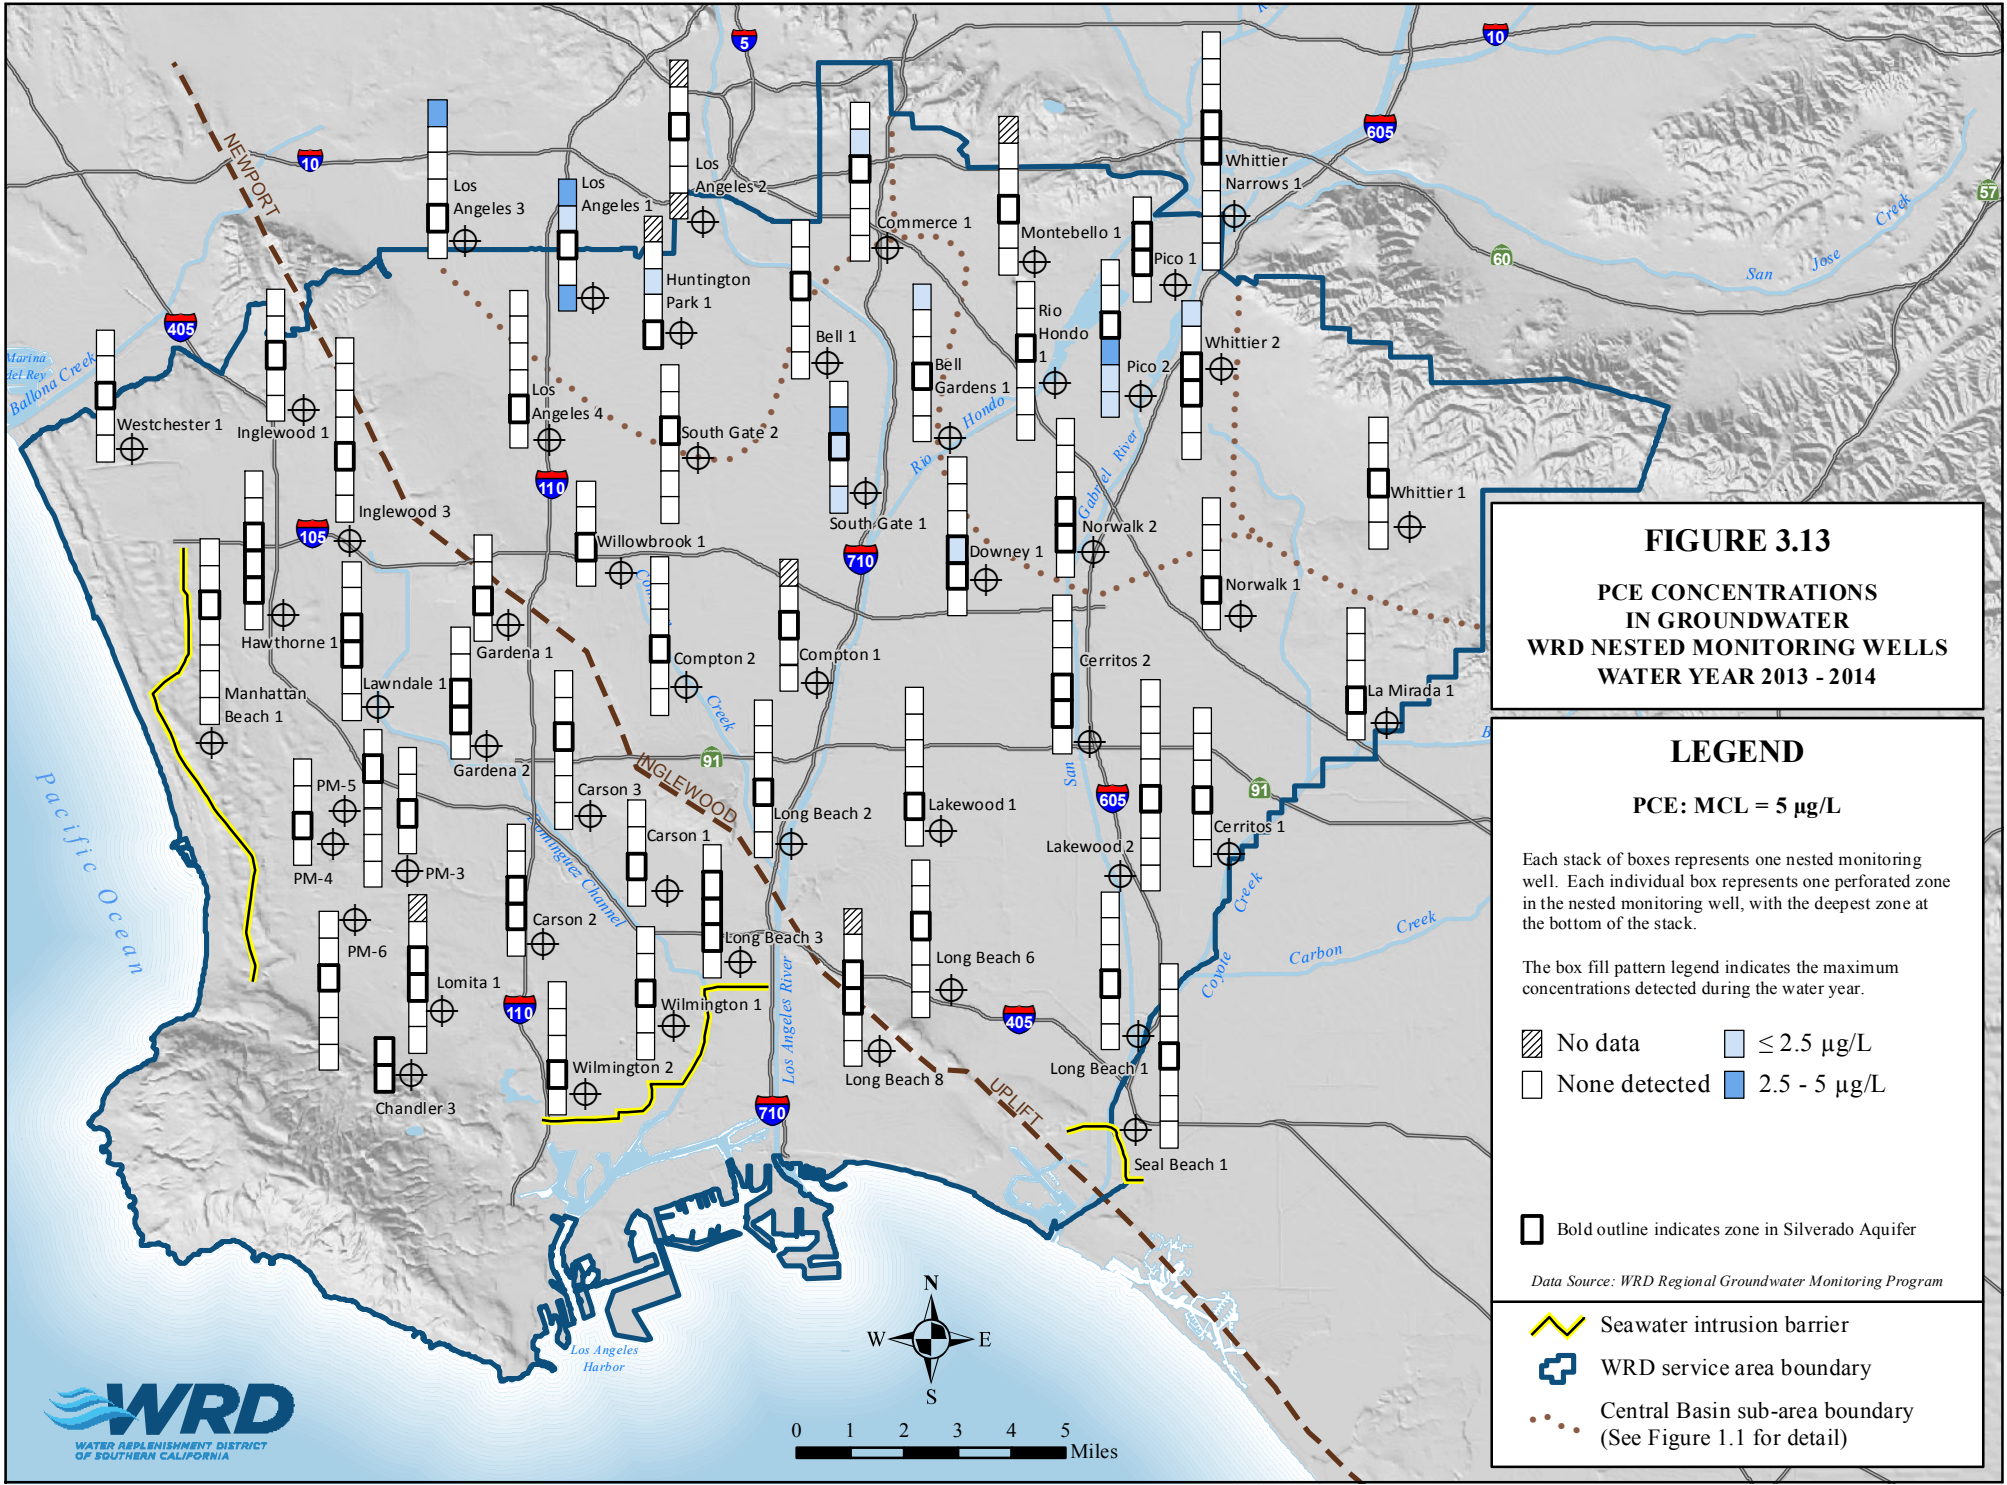 5
10
605
57
60
10
NEWPORT
Los
Angeles 3
Los
Angeles 1
Los
Angeles 2
Commerce 1
Montebello 1
Whittier
Narrows 1
Pico 1
San
Jose
Creek
Huntington
Park 1
405
Marina
del Rey
Ballona Creek
Westchester 1
Inglewood 1
Inglewood 3
Los
Angeles 4
South Gate 2
Bell 1
Bell
Gardens 1
Rio
Hondo
1
Pico 2
Whittier 2
Rio
Hondo
South Gate 1
Gabriel
River
Whittier 1
110
105
710
Willowbrook 1
Downey 1
Norwalk 2
Norwalk 1
Hawthorne 1
Manhattan
Beach 1
Lawndale 1
Gardena 1
Gardena 2
Compton 2
Compton 1
Creek
Cerritos 2
La Mirada 1
San
Pacific Ocean
PM-5
PM-4
PM-3
PM-6
Carson 3
INGLEWOOD
91
Long Beach 2
Carson 1
Lakewood 1
605
91
Lakewood 2
Cerritos 1
Dominguez Channel
Carson 2
Long Beach 3
Lomita 1
Wilmington 1
Long Beach 6
Coyote
Creek
Carbon
Creek
Chandler 3
110
Wilmington 2
Los Angeles River
Long Beach 8
405
Long Beach 1
UPLIFT
710
Seal Beach 1
Los Angeles
Harbor
FIGURE 3.13
PCE CONCENTRATIONS
IN GROUNDWATER
WRD NESTED MONITORING WELLS
WATER YEAR 2013 - 2014
LEGEND
PCE: MCL = 5 µg/L
Each stack of boxes represents one nested monitoring
well. Each individual box represents one perforated zone
in the nested monitoring well, with the deepest zone at
the bottom of the stack.
The box fill pattern legend indicates the maximum
concentrations detected during the water year.
No data
≤ 2.5 µg/L
None detected
2.5 - 5 µg/L
Bold outline indicates zone in Silverado Aquifer
Data Source: WRD Regional Groundwater Monitoring Program
Seawater intrusion barrier
WRD service area boundary
Central Basin sub-area boundary
(See Figure 1.1 for detail)
N
W
E
S
0 1 2 3 4 5
Miles
WRD
WATER REPLENISHMENT DISTRICT
OF SOUTHERN CALIFORNIA